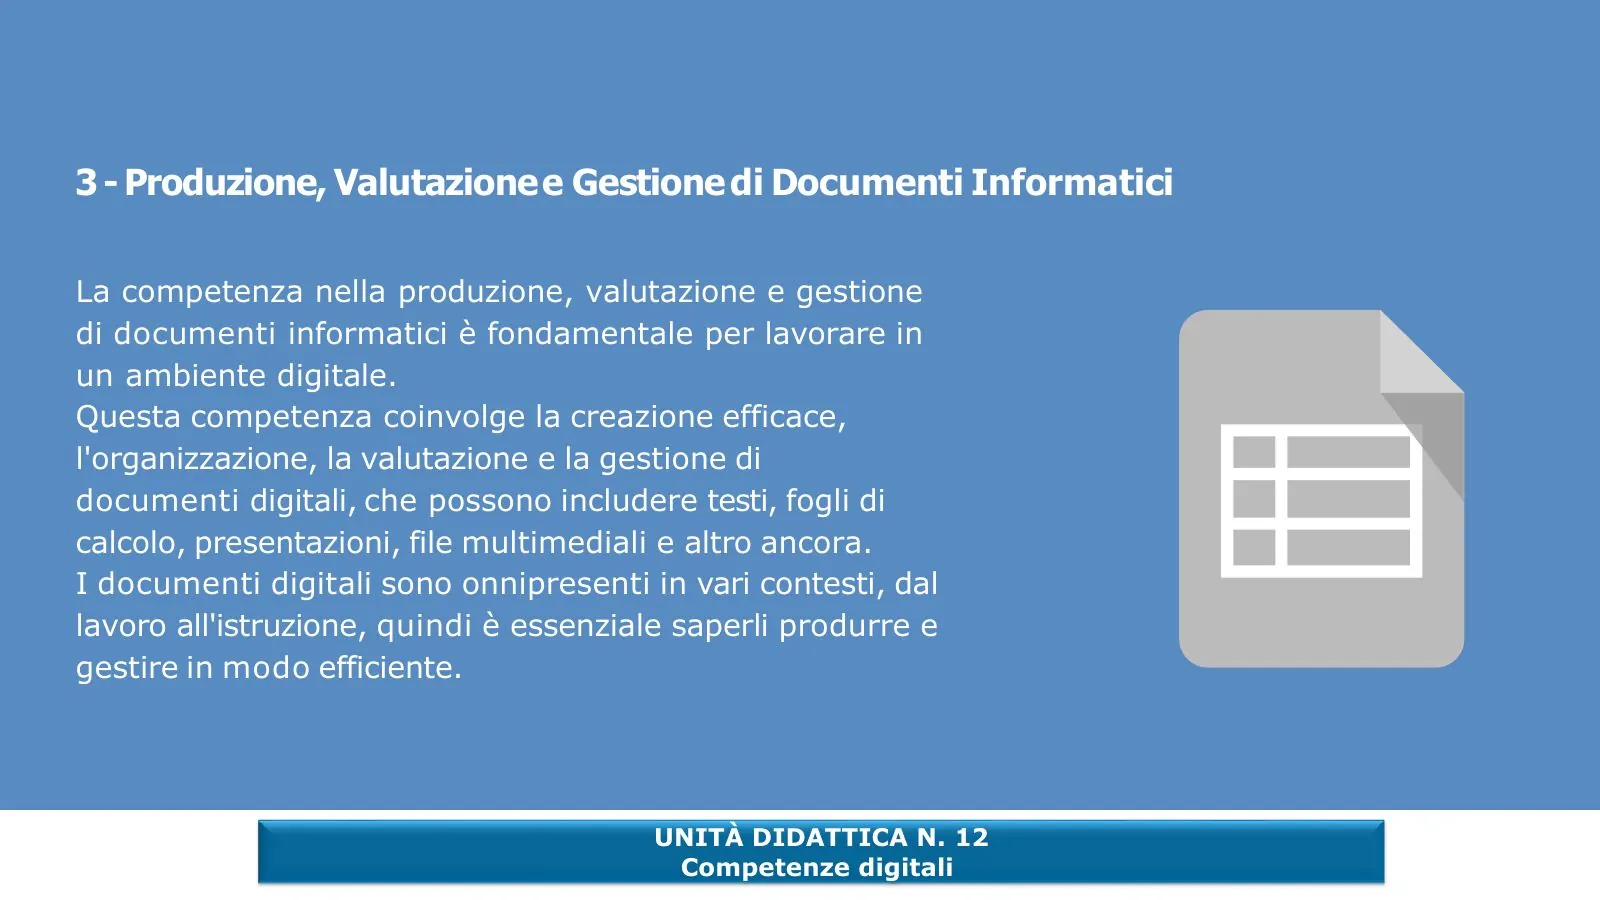 3 - Produzione, Valutazione e Gestione di Documenti Informatici
La competenza nella produzione, valutazione e gestione
di documenti informatici è fondamentale per lavorare in
un ambiente digitale.
Questa competenza coinvolge la creazione efficace,
l'organizzazione, la valutazione e la gestione di
documenti digitali, che possono includere testi, fogli di
calcolo, presentazioni, file multimediali e altro ancora.
I documenti digitali sono onnipresenti in vari contesti, dal
lavoro all'istruzione, quindi è essenziale saperli produrre e
gestire in modo efficiente.
UNITÀ DIDATTICA N. 12
Competenze digitali